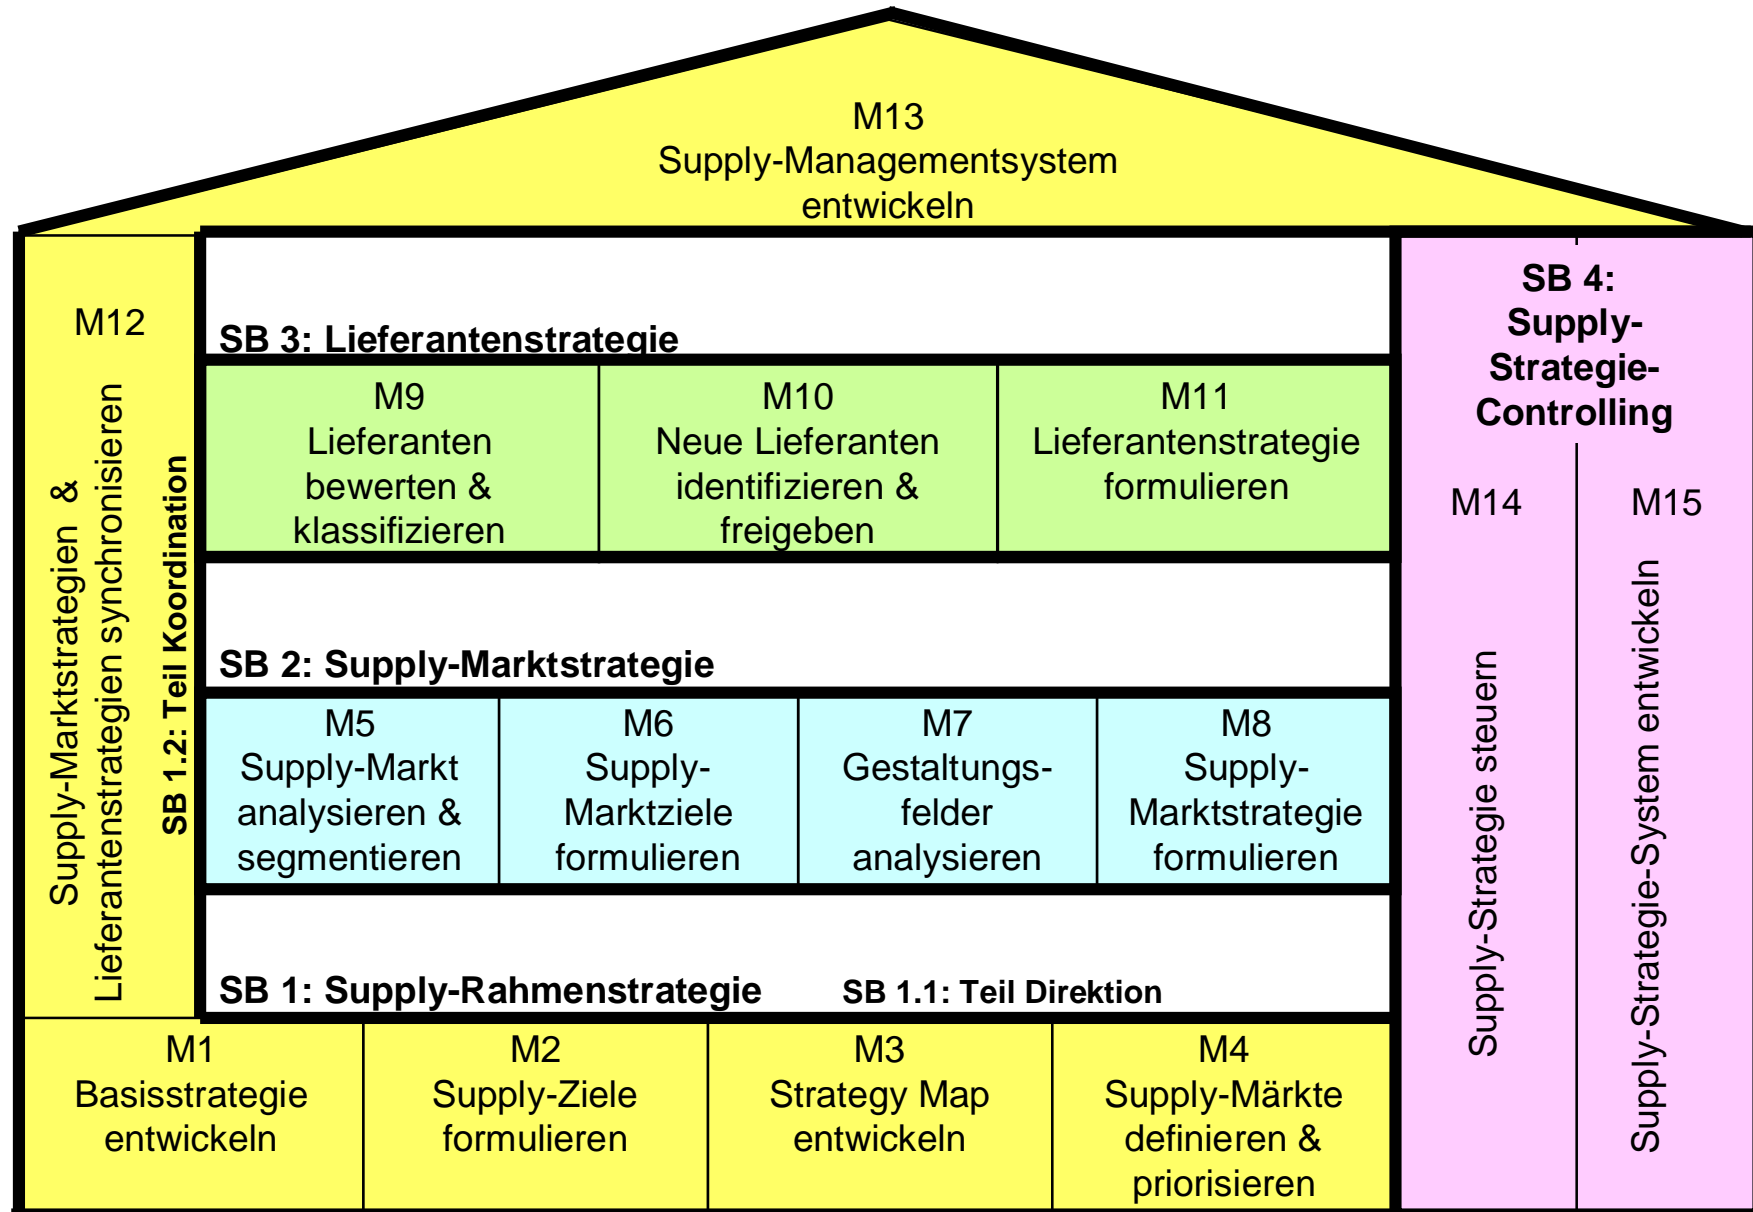 M13
Supply-Managementsystem
entwickeln
M12
Supply-Marktstrategien &
Lieferantenstrategien synchronisieren
SB 1.2: Teil Koordination
SB 3: Lieferantenstrategie
M9
Lieferanten
bewerten &
klassifizieren
M10
Neue Lieferanten
identifizieren &
freigeben
M11
Lieferantenstrategie
formulieren
SB 2: Supply-Marktstrategie
M5
Supply-Markt
analysieren &
segmentieren
M6
Supply-
Marktziele
formulieren
M7
Gestaltungs-
felder
analysieren
M8
Supply-
Marktstrategie
formulieren
SB 1: Supply-Rahmenstrategie SB 1.1: Teil Direktion
M1
Basisstrategie
entwickeln
M2
Supply-Ziele
formulieren
M3
Strategy Map
entwickeln
M4
Supply-Märkte
definieren &
priorisieren
SB 4:
Supply-
Strategie-
Controlling
M14
Supply-Strategie steuern
M15
Supply-Strategie-System entwickeln